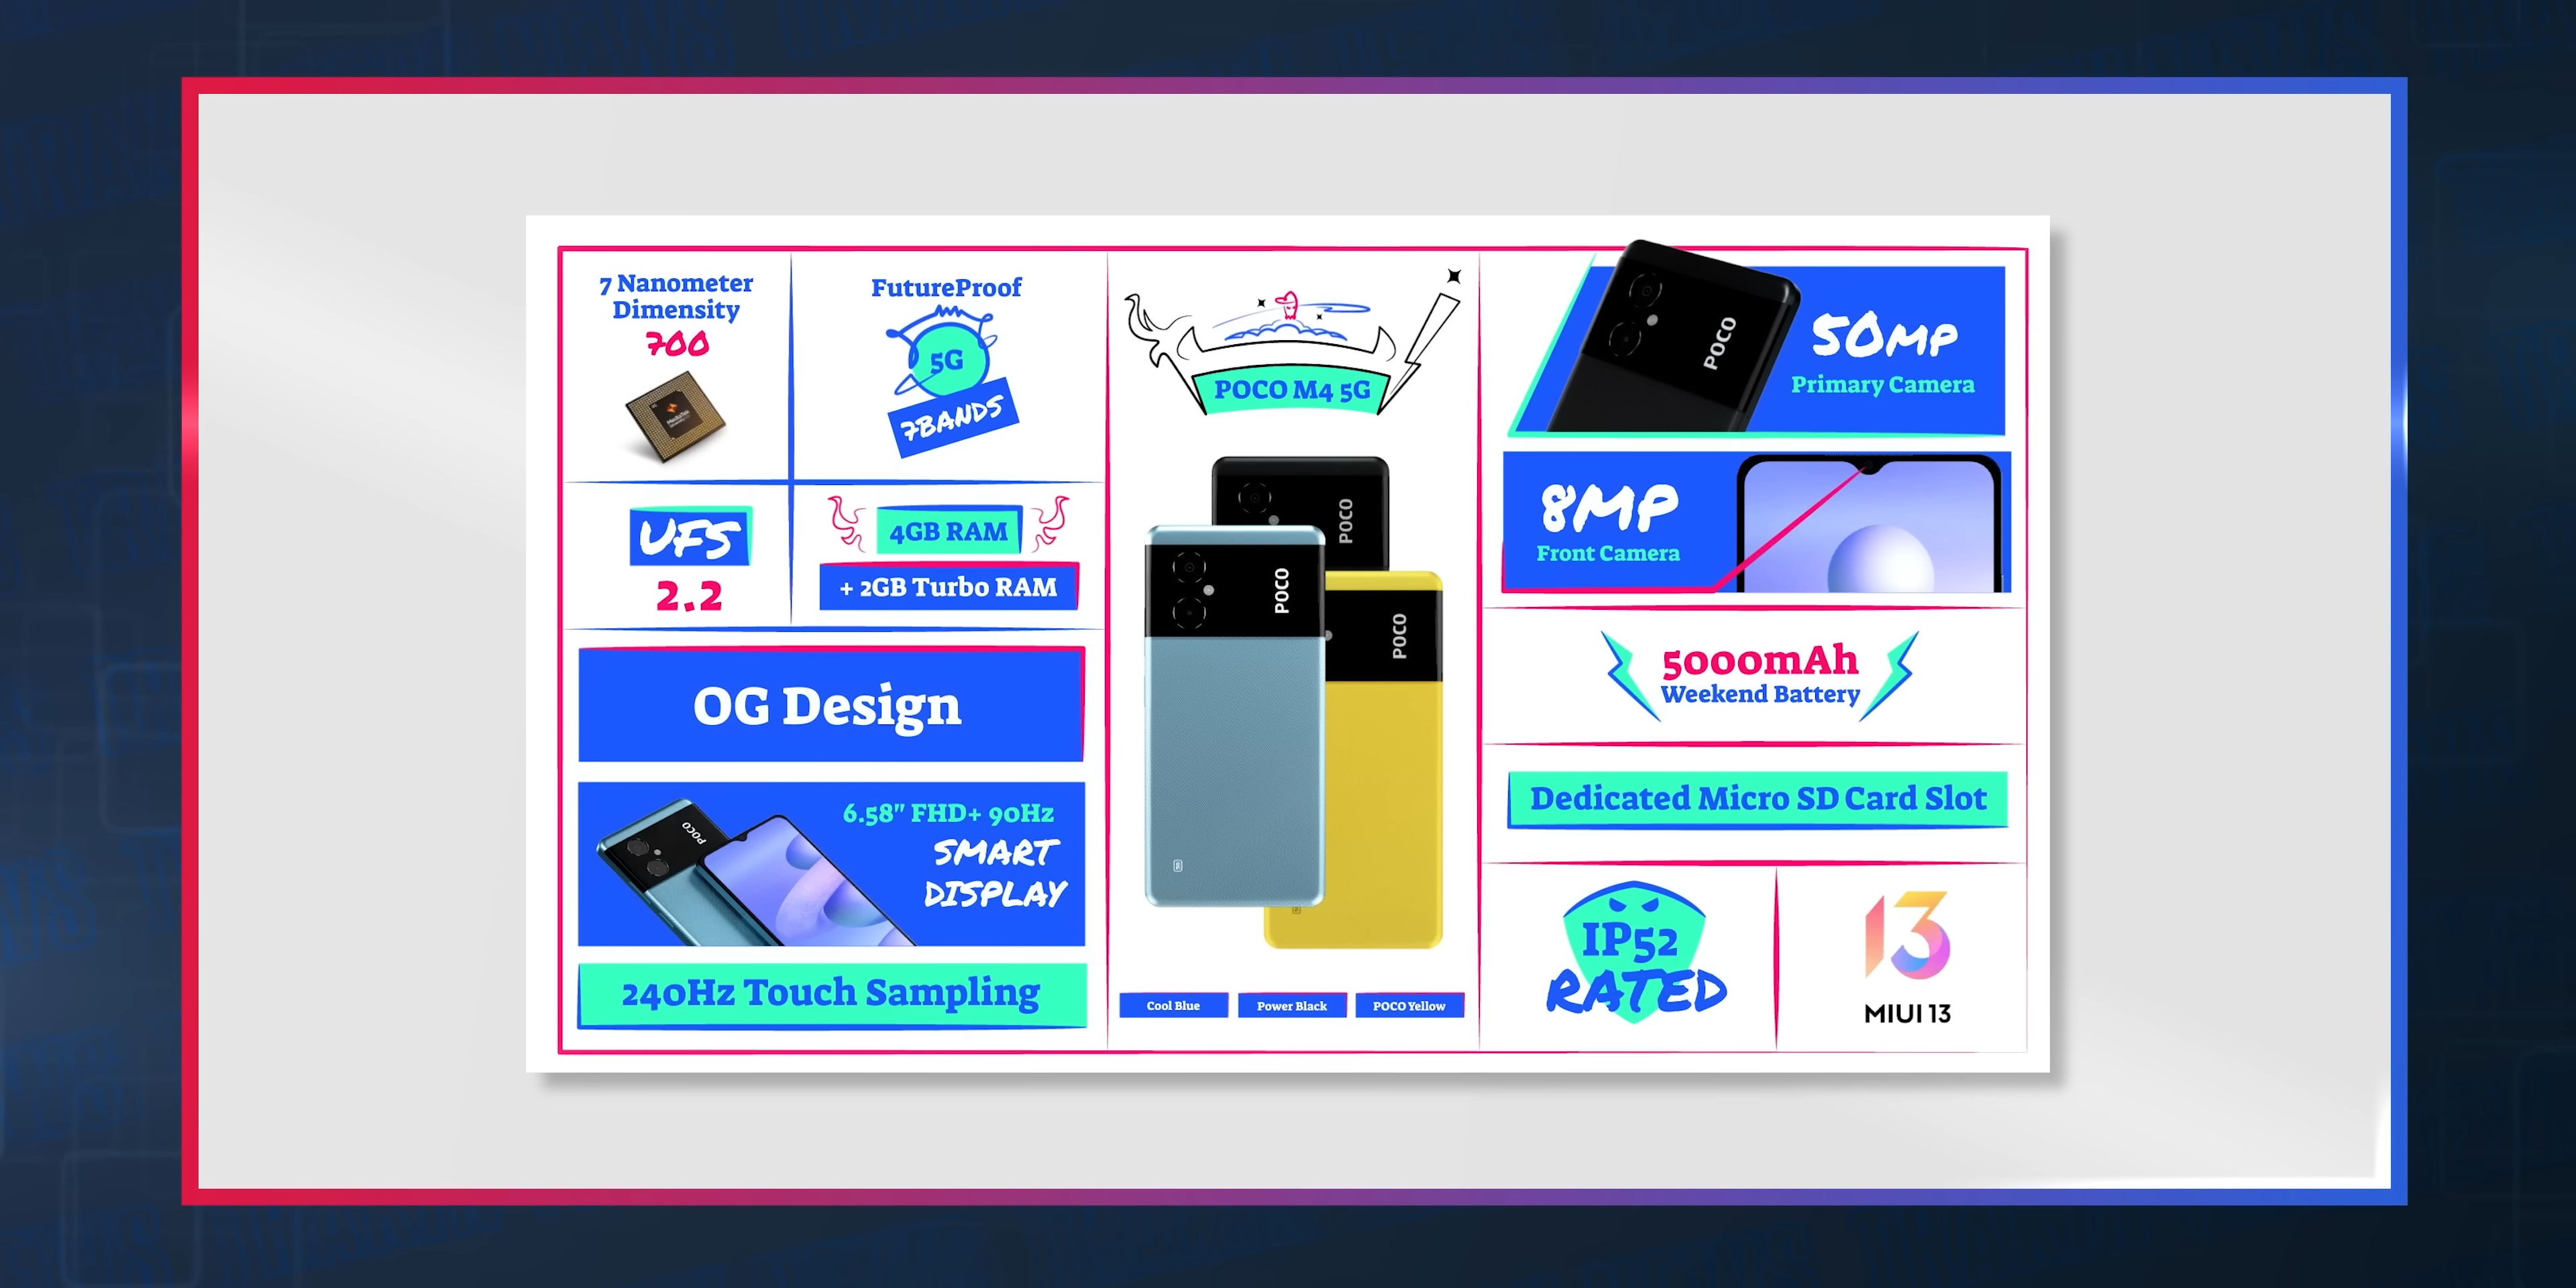 7 Nanometer
Dimensity
700
FutureProof
5G
7BANDS
UFS
2.2
4GB RAM
+ 2GB Turbo RAM
OG Design
POCO
6.58" FHD+ 90Hz
SMART
DISPLAY
240Hz Touch Sampling
POCO M4 5G
POCO
POCO
POCO
Cool Blue
Power Black
POCO Yellow
POCO
50MP
Primary Camera
8MP
Front Camera
5000mAh
Weekend Battery
Dedicated Micro SD Card Slot
IP52
RATED
13
MIUI 13